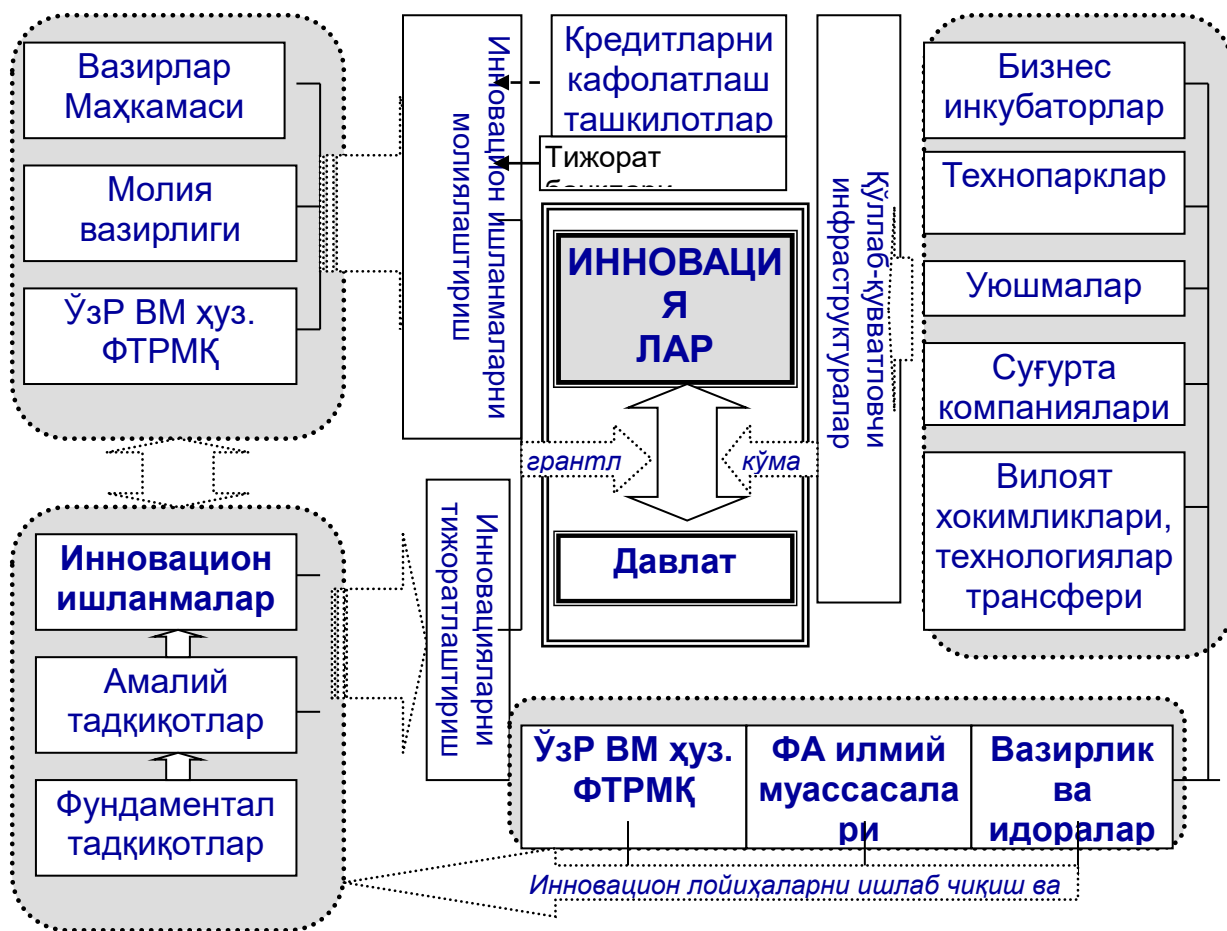 Вазирлар
Маҳкамаси
Молия
вазирлиги
ЎзР ВМ ҳуз.
ФТРМҚ
Инновацион ишланмаларни
молиялаштириш
Кредитларни
кафолатлаш
ташкилотлар
Тижорат
ИННОВАЦИ
Я
ЛАР
грантл
кўма
Давлат
Қўллаб-қувватловчи
инфраструктуралар
Бизнес
инкубаторлар
Технопарклар
Уюшмалар
Суғурта
компаниялари
Вилоят
хокимликлари,
технологиялар
трансфери
Инновацион
ишланмалар
Амалий
тадқиқотлар
Фундаментал
тадқиқотлар
Инновацияларни
тижоратлаштириш
ЎзР ВМ ҳуз.
ФТРМҚ
ФА илмий
муассасала
ри
Вазирлик
ва
идоралар
Инновацион лойиҳаларни ишлаб чиқиш ва